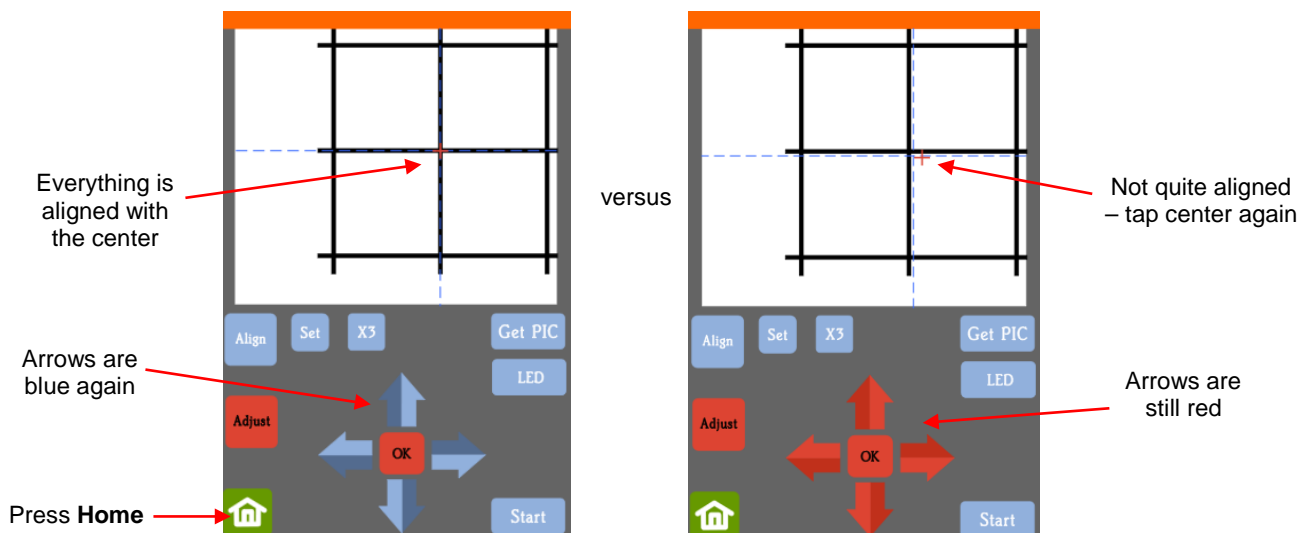 Everything is
aligned with
the center
versus
Not quite aligned
– tap center again
Align
Set
X3
Get PIC
LED
Arrows are
blue again
Adjust
OK
Press Home
Start
Align
Set
X3
Get PIC
LED
Arrows are
still red
Adjust
OK
Start